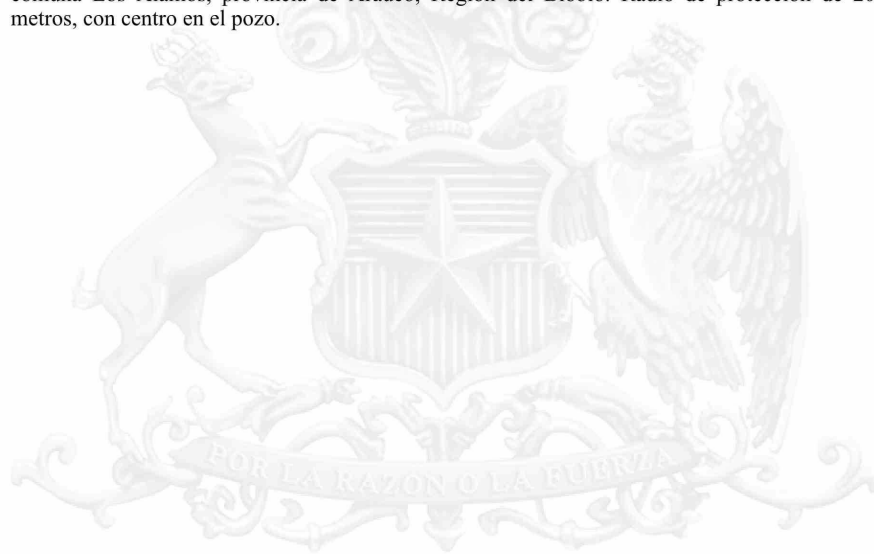 comuna Los Álamos, provincia de Arauco, Región del Biobío. Radio de protección de
metros, con centro en el pozo.
POR LA RAZON O LA FUERZA